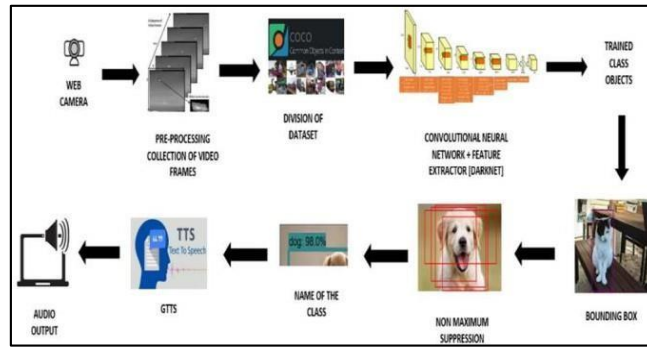 WEB
CAMERA
PRE-PROCESSING
COLLECTION OF VIDEO
FRAMES
COCO
Common Objects in Context
DIVISION OF
DATASET
CONVOLUTIONAL NEURAL
NETWORK + FEATURE
EXTRACTOR [DARKNET]
TRAINED
CLASS
OBJECTS
BOUNDING BOX
NON MAXIMUM
SUPPRESSION
dog: 98.0%
NAME OF THE
CLASS
TTS
Text To Speech
GTTS
AUDIO
OUTPUT